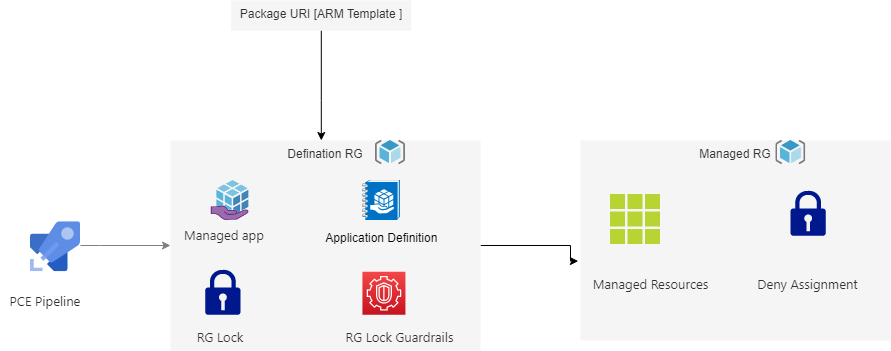 Package URI [ARM Template ]
Defination RG
Managed RG
Managed app
Application Definition
Managed Resources
Deny Assignment
PCE Pipeline
RG Lock
RG Lock Guardrails